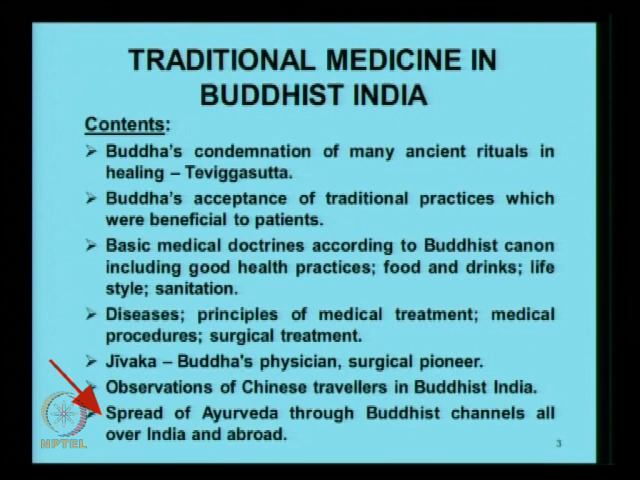 TRADITIONAL MEDICINE IN
BUDDHIST INDIA
Contents:
➢ Buddha's condemnation of many ancient rituals in
healing – Teviggasutta.
➢ Buddha's acceptance of traditional practices which
were beneficial to patients.
➢ Basic medical doctrines according to Buddhist canon
including good health practices; food and drinks; life
style; sanitation.
➢ Diseases; principles of medical treatment; medical
procedures; surgical treatment.
➢ Jīvaka – Buddha's physician, surgical pioneer.
➢ Observations of Chinese travellers in Buddhist India.
➢ Spread of Ayurveda through Buddhist channels all
over India and abroad.
NPTEL
3